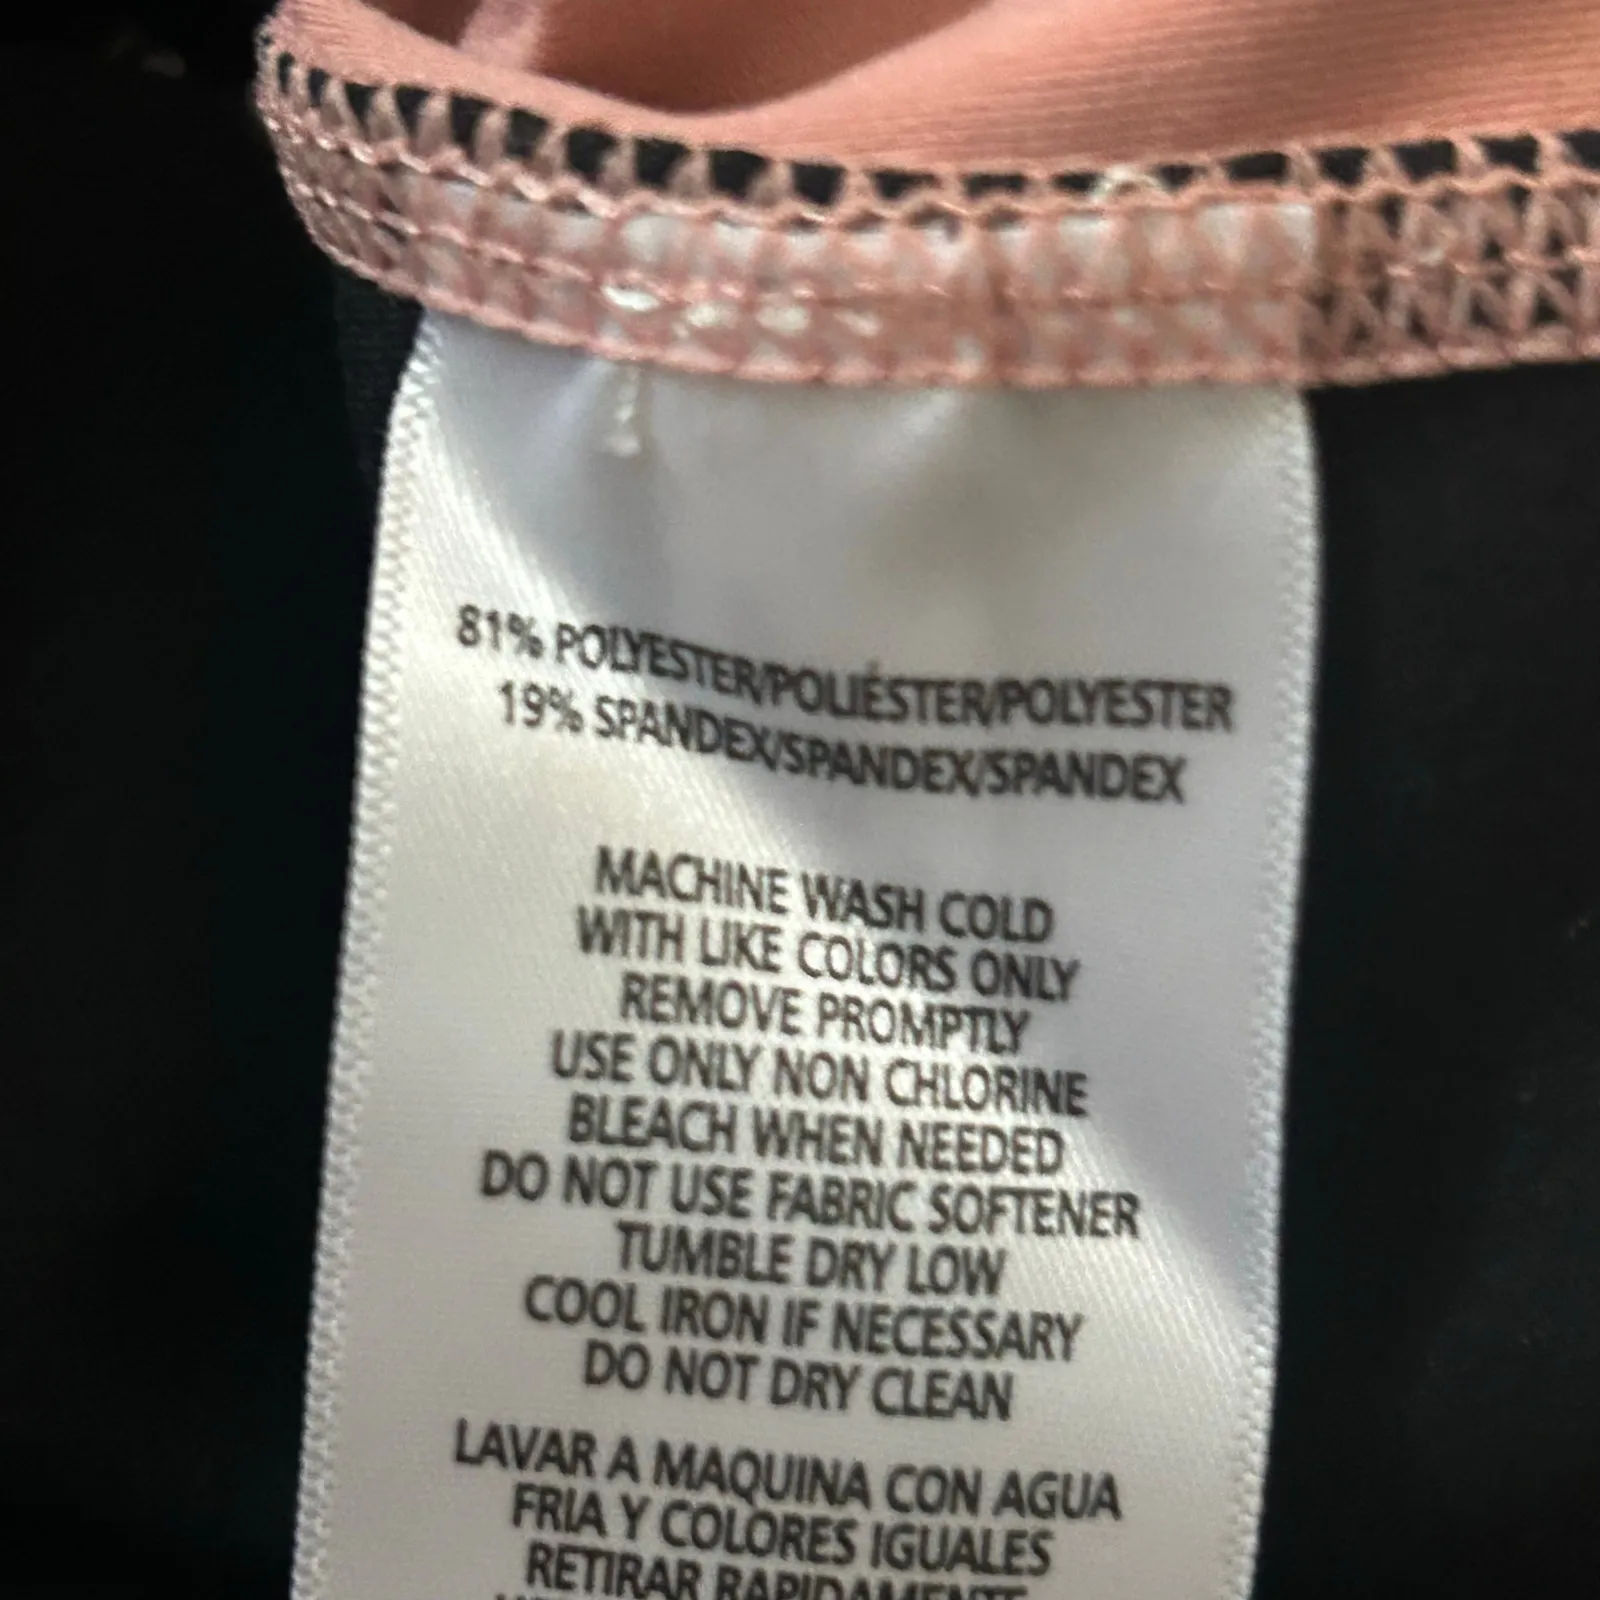 81% POLYESTER/POLIÉSTER/POLYESTER
19% SPANDEX/SPANDEX/SPANDEX
MACHINE WASH COLD
WITH LIKE COLORS ONLY
REMOVE PROMPTLY
USE ONLY NON CHLORINE
BLEACH WHEN NEEDED
DO NOT USE FABRIC SOFTENER
TUMBLE DRY LOW
COOL IRON IF NECESSARY
DO NOT DRY CLEAN
LAVAR A MAQUINA CON AGUA
FRIA Y COLORES IGUALES
RETIRAR RAPIDAMENTE